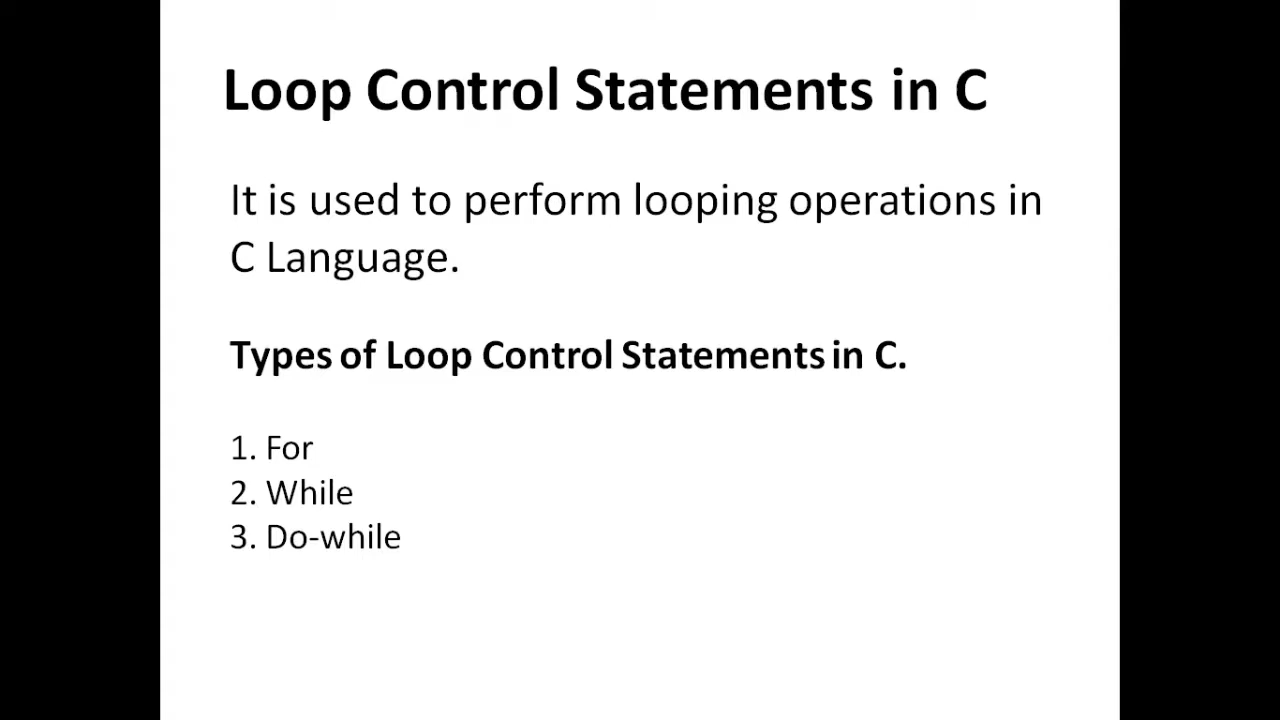 Loop Control Statements in C
It is used to perform looping operations in
C Language.
Types of Loop Control Statements in C.
1. For
2. While
3. Do-while